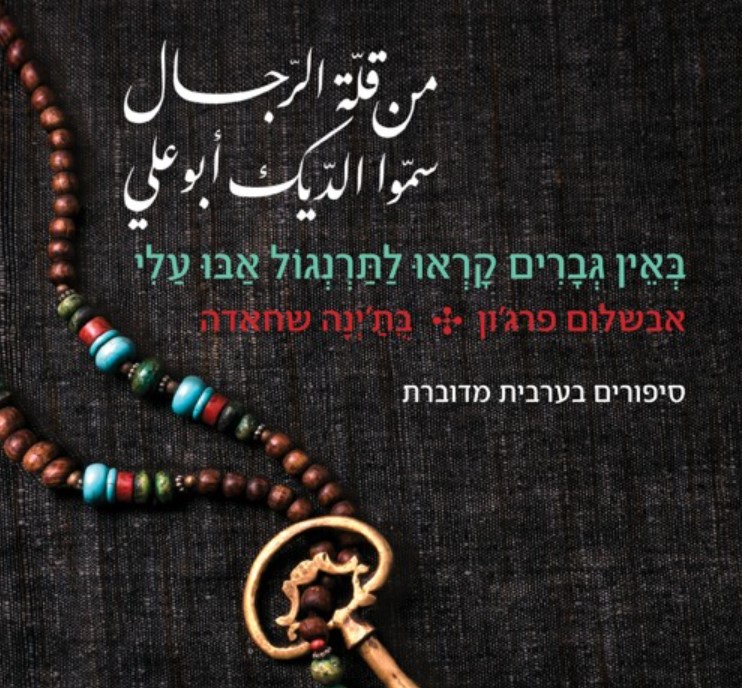 من قلّة الرّجال
سمّوا الدّيك أبو علي
בְּאֵין גְּבָרִים קָרְאוּ לַתַּרְנְגוֹל אַבּוּ עַלִי
אבשלום פרג'ון ✣ בֻּתַ'יְנָה שחאדה
סיפורים בערבית מדוברת